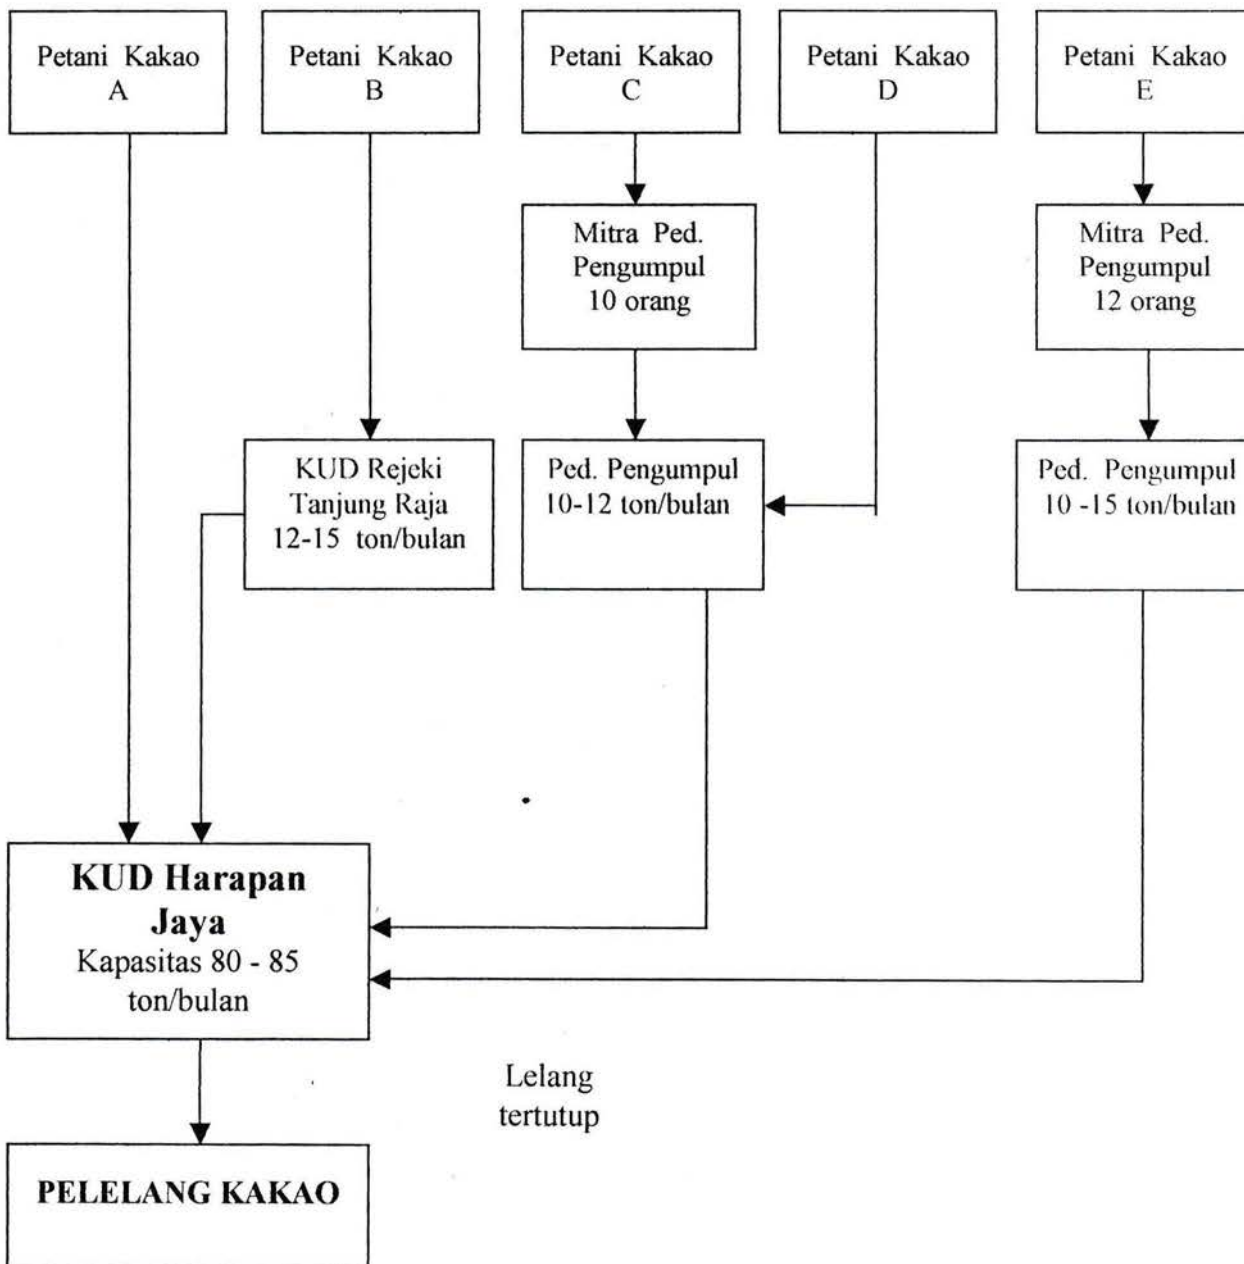 Petani Kakao
A
Petani Kakao
B
Petani Kakao
C
Petani Kakao
D
Petani Kakao
E
Mitra Ped.
Pengumpul
10 orang
Mitra Ped.
Pengumpul
12 orang
KUD Rejeki
Tanjung Raja
12-15 ton/bulan
Ped. Pengumpul
10-12 ton/bulan
Ped. Pengumpul
10 -15 ton/bulan
KUD Harapan
Jaya
Kapasitas 80 - 85
ton/bulan
Lelang
tertutup
PELELANG KAKAO